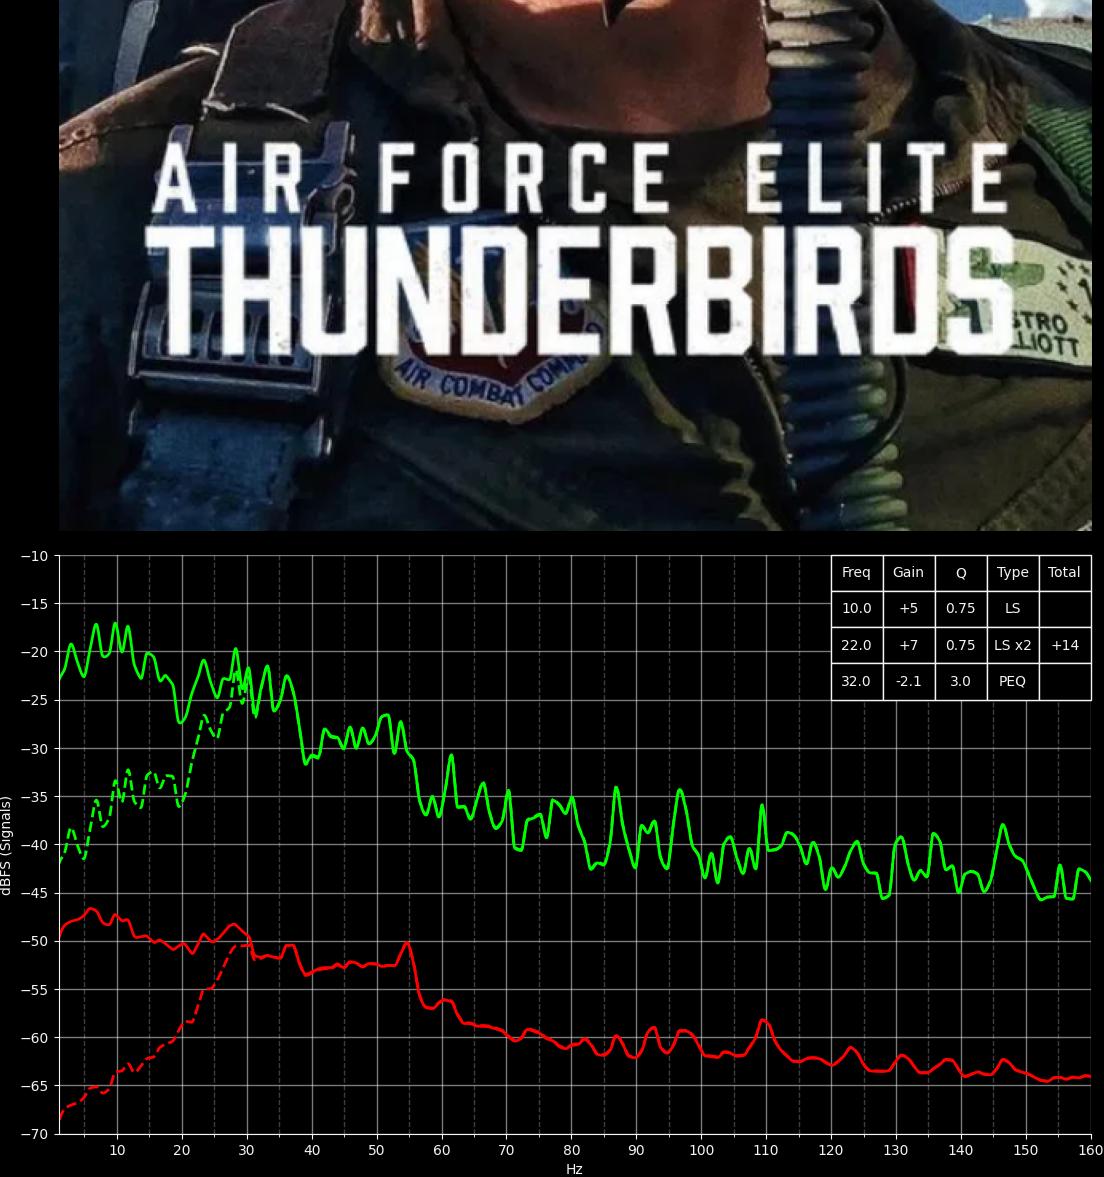 AIR FORCE ELITE
THUNDERBIRDS
AIR COMBAT
STRO
LLIOTT
Freq Gain Q Type Total
10.0 +5 0.75 LS
22.0 +7 0.75 LS x2 +14
32.0 -2.1 3.0 PEQ
−10
−15
−20
−25
−30
−35
−40
−45
−50
−55
−60
−65
−70
dBFS (Signals)
10 20 30 40 50 60 70 80 90 100 110 120 130 140 150 160
Hz